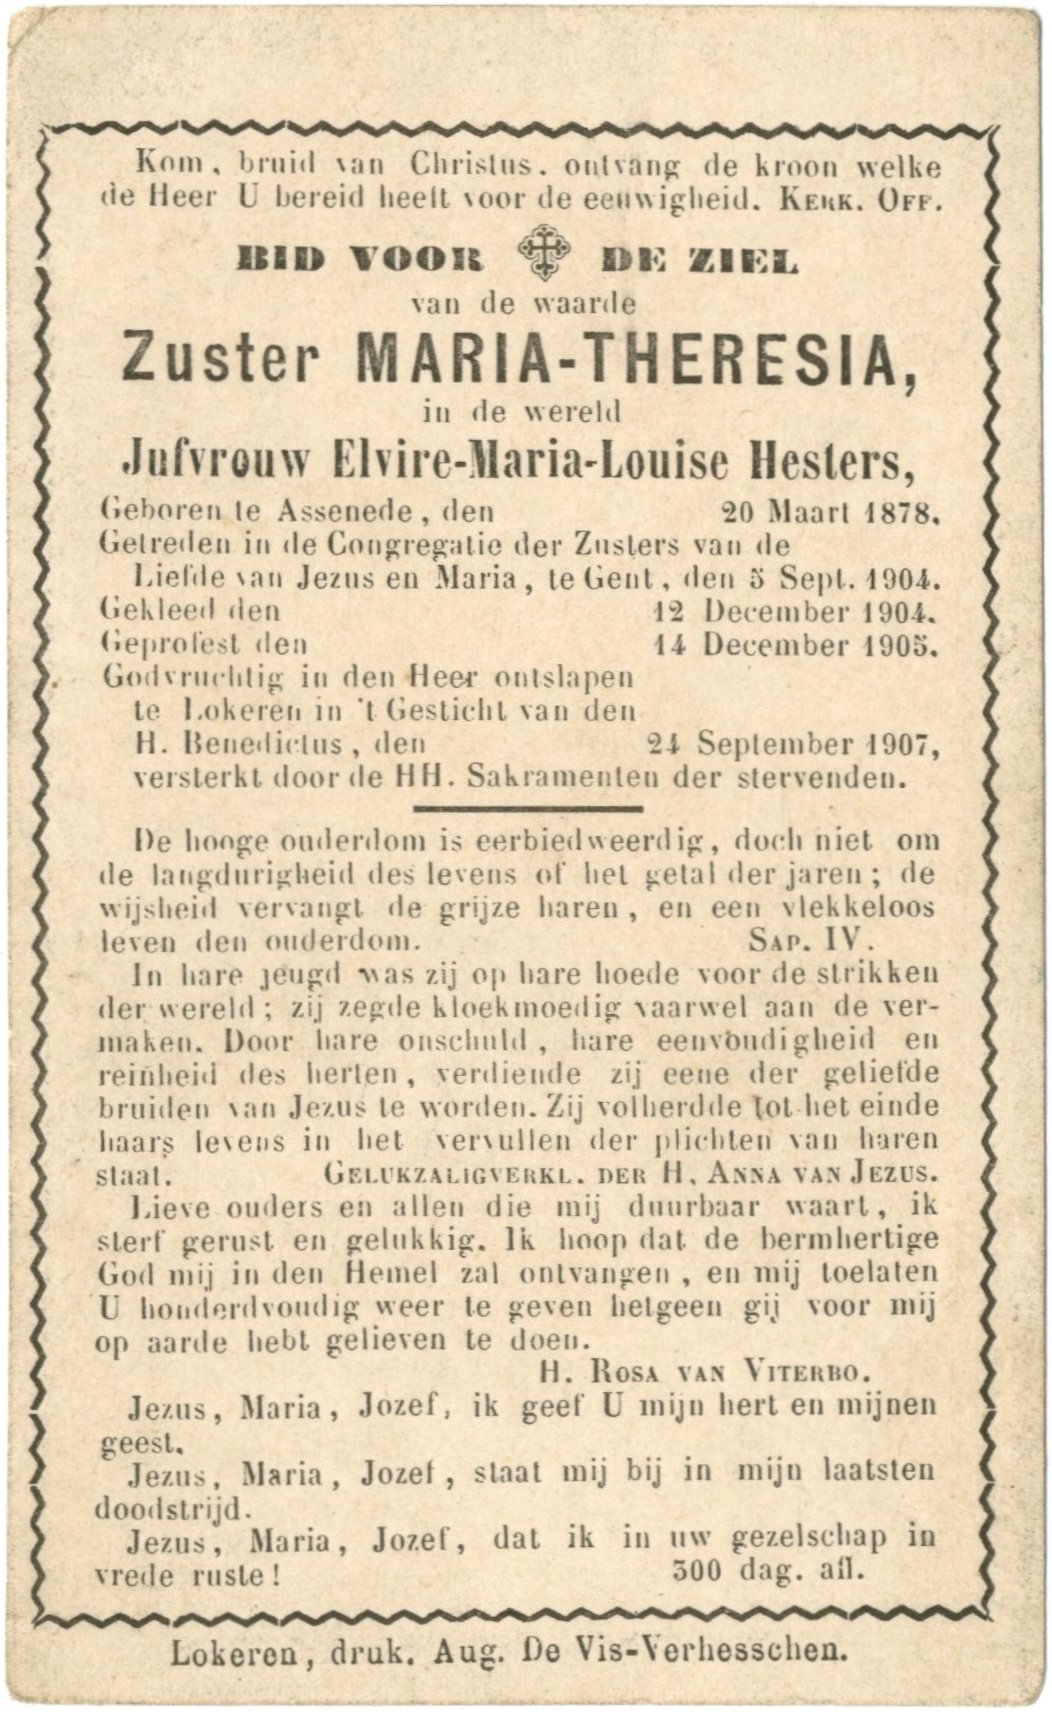 Kom, bruid van Christus, ontvang de kroon welke
de Heer U bereid heeft voor de eeuwigheid. KERK. OFF.
BID VOOR DE ZIEL
van de waarde
Zuster MARIA-THERESIA,
in de wereld
Jufvrouw Elvire-Maria-Louise Hesters,
Geboren te Assenede, den 20 Maart 1878.
Getreden in de Congregatie der Zusters van de
Liefde van Jezus en Maria, te Gent, den 5 Sept. 1904.
Gekleed den 12 December 1904.
Geprofest den 14 December 1905.
Godvruchtig in den Heer ontslapen
te Lokeren in 't Gesticht van den
H. Benedictus, den 24 September 1907,
versterkt door de HH. Sakramenten der stervenden.
De hooge ouderdom is eerbiedweerdig, doch niet om
de langdurigheid des levens of het getal der jaren; de
wijsheid vervangt de grijze haren, en een vlekkeloos
leven den ouderdom. SAP. IV.
In hare jeugd was zij op hare hoede voor de strikken
der wereld; zij zegde kloekmoedig vaarwel aan de ver-
maken. Door hare onschuld, hare eenvoudigheid en
reinheid des herten, verdiende zij eene der geliefde
bruiden van Jezus te worden. Zij volherdde tot het einde
haars levens in het vervullen der plichten van haren
staat. GELUKZALIGVERKL. DER H. ANNA VAN JEZUS.
Lieve ouders en allen die mij duurbaar waart, ik
sterf gerust en gelukkig. Ik hoop dat de bermhertige
God mij in den Hemel zal ontvangen, en mij toelaten
U honderdvoudig weer te geven hetgeen gij voor mij
op aarde hebt gelieven te doen.
H. ROSA VAN VITERBO.
Jezus, Maria, Jozef, ik geef U mijn hert en mijnen
geest.
Jezus, Maria, Jozef, staat mij bij in mijn laatsten
doodstrijd.
Jezus, Maria, Jozef, dat ik in uw gezelschap in
vrede ruste! 300 dag. afl.
Lokeren, druk. Aug. De Vis-Verhesschen.